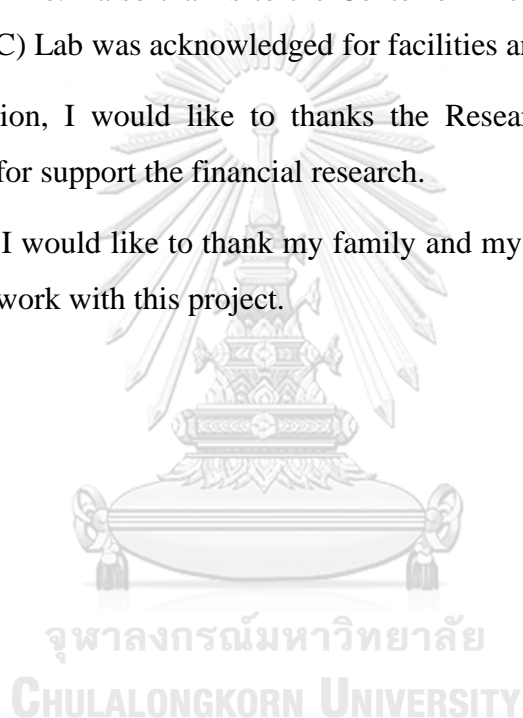 C) Lab was acknowledged for facilities
ion, I would like to thanks the Resear
for support the financial research.
I would like to thank my family and my
work with this project.
จุฬาลงกรณ์มหาวิทยาลัย
CHULALONGKORN UNIVERSITY